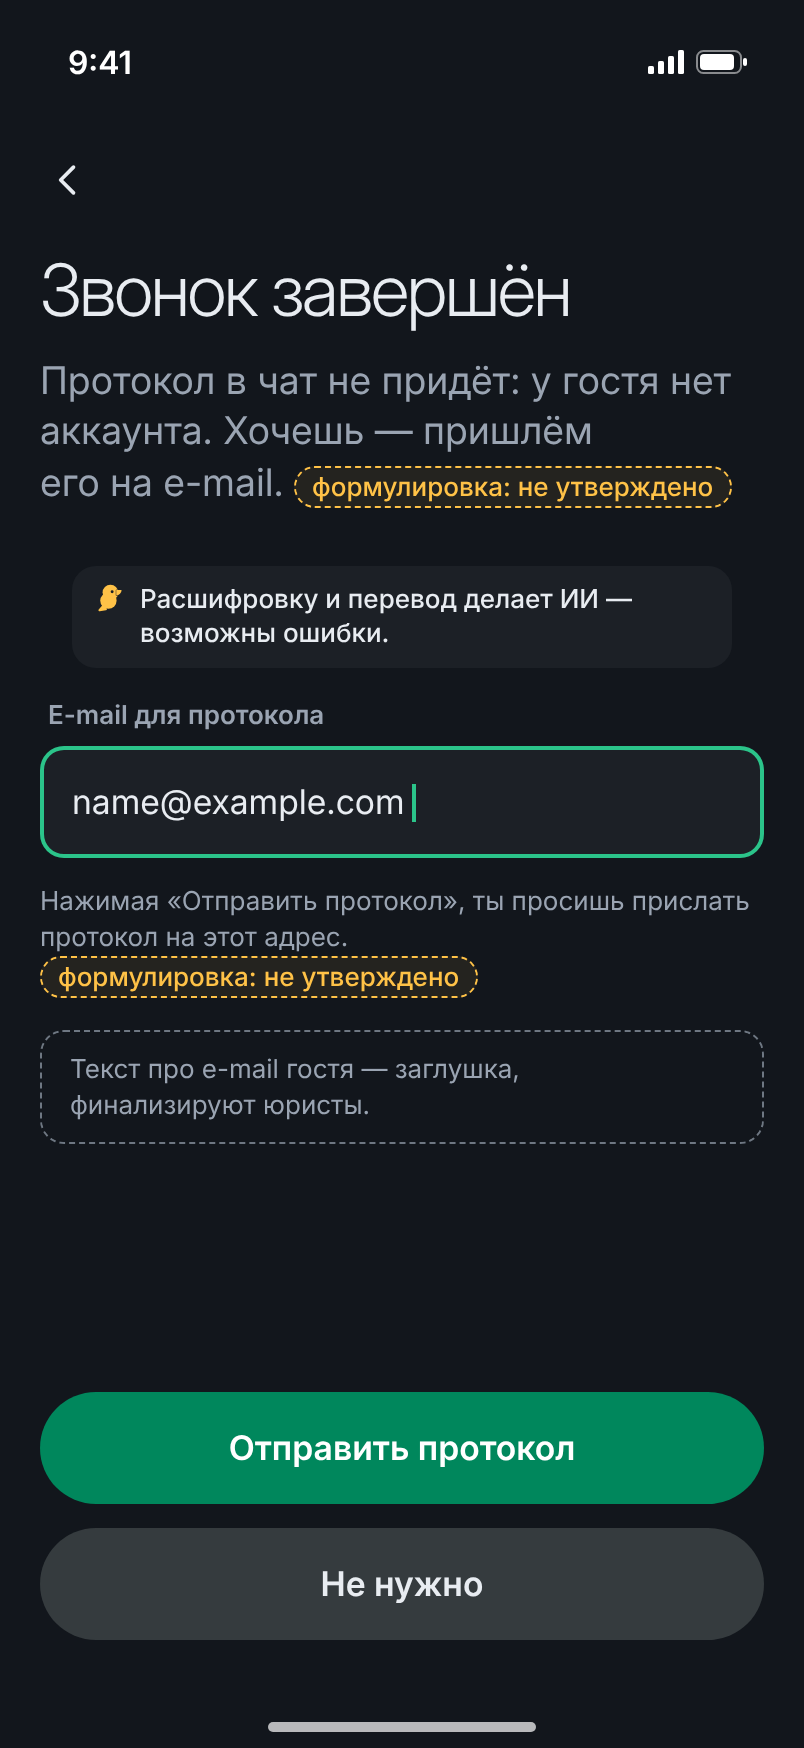 9:41
Звонок завершён
Протокол в чат не придёт: у гостя нет
аккаунта. Хочешь — пришлём
его на e-mail. формулировка: не утверждено
Расшифровку и перевод делает ИИ —
возможны ошибки.
E-mail для протокола
name@example.com
Нажимая «Отправить протокол», ты просишь прислать
протокол на этот адрес.
формулировка: не утверждено
Текст про e-mail гостя — заглушка,
финализируют юристы.
Отправить протокол
Не нужно